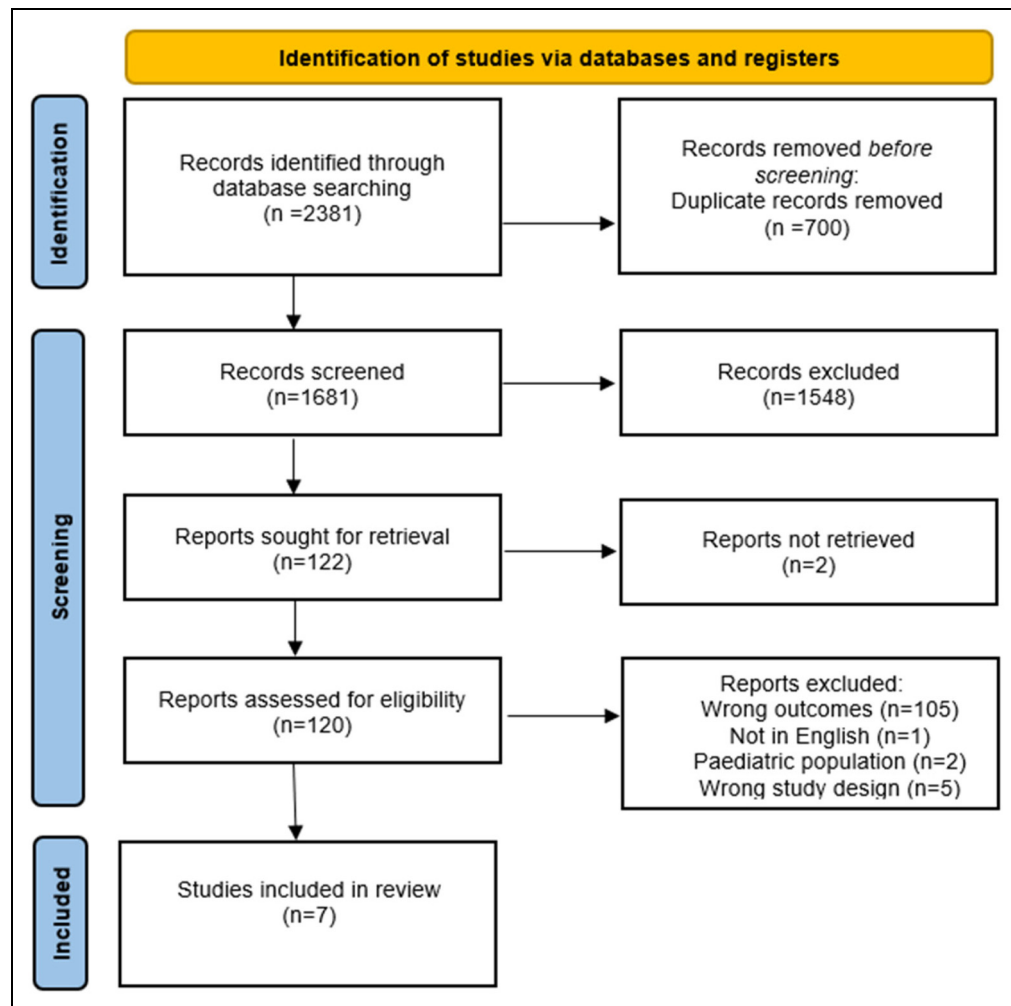 Identification of studies via databases and registers
Identification
Records identified through
database searching
(n =2381)
Records removed before
screening:
Duplicate records removed
(n =700)
Screening
Records screened
(n=1681)
Records excluded
(n=1548)
Reports sought for retrieval
(n=122)
Reports not retrieved
(n=2)
Reports assessed for eligibility
(n=120)
Reports excluded:
Wrong outcomes (n=105)
Not in English (n=1)
Paediatric population (n=2)
Wrong study design (n=5)
Included
Studies included in review
(n=7)